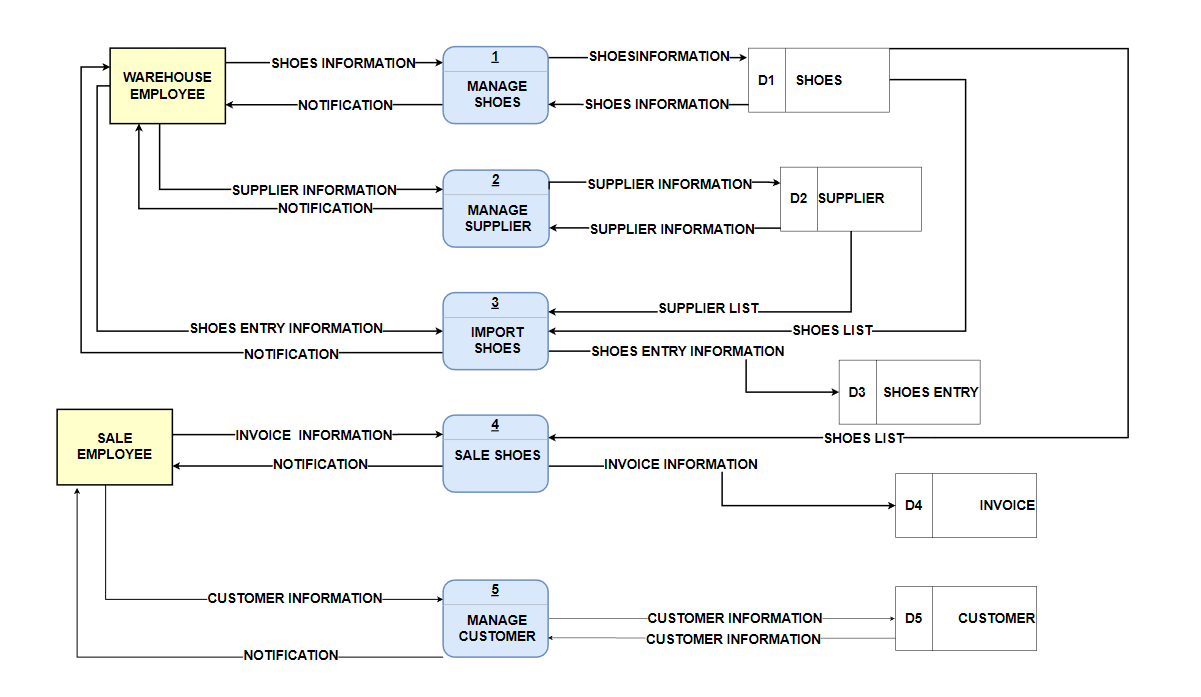 1
SHOES INFORMATION
SHOESINFORMATION
WAREHOUSE
EMPLOYEE
MANAGE
SHOES
D1
SHOES
NOTIFICATION
SHOES INFORMATION
2
SUPPLIER INFORMATION
SUPPLIER INFORMATION
NOTIFICATION
MANAGE
SUPPLIER
D2
SUPPLIER
SUPPLIER INFORMATION
3
SUPPLIER LIST
SHOES ENTRY INFORMATION
IMPORT
SHOES
SHOES LIST
NOTIFICATION
SHOES ENTRY INFORMATION
D3
SHOES ENTRY
4
SALE
EMPLOYEE
INVOICE  INFORMATION
SHOES LIST
SALE SHOES
NOTIFICATION
INVOICE INFORMATION
D4
INVOICE
5
CUSTOMER INFORMATION
MANAGE
CUSTOMER
CUSTOMER INFORMATION
D5
CUSTOMER
CUSTOMER INFORMATION
NOTIFICATION